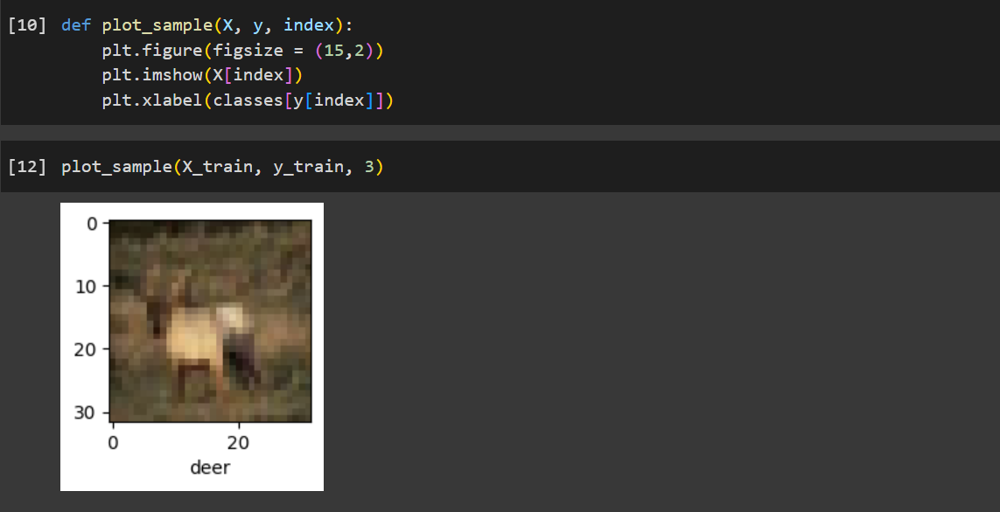 [10] def plot_sample(X, y, index):
plt.figure(figsize = (15,2))
plt.imshow(X[index])
plt.xlabel(classes[y[index]])
[12] plot_sample(X_train, y_train, 3)
0
10
20
30
0 20
deer